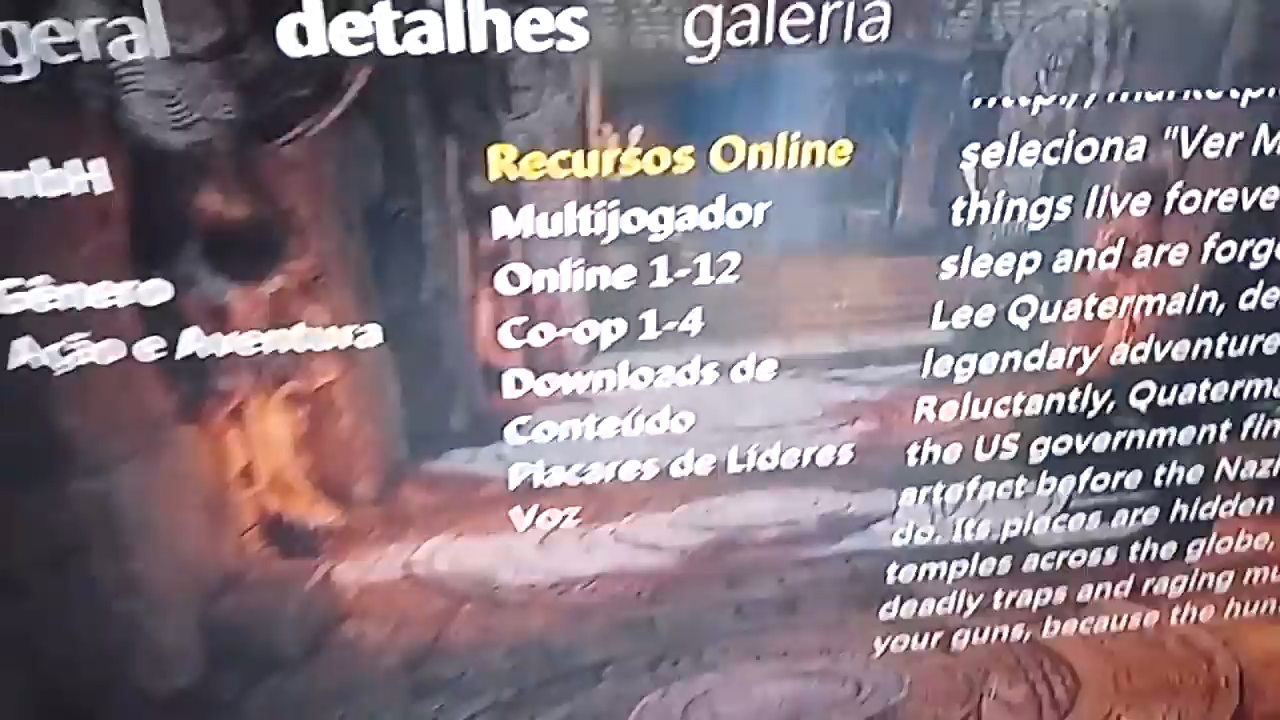 geral detalhes galeria
mbH
Gênero
Ação e Aventura
Recursos Online
Multijogador
Online 1-12
Co-op 1-4
Downloads de
Conteúdo
Placares de Líderes
Voz
seleciona "Ver M
things live foreve
sleep and are forg
Lee Quatermain, de
legendary adventure
Reluctantly, Quaterma
the US government fin
artefact before the Nazi
do. Its pieces are hidden
temples across the globe,
deadly traps and raging mu
your guns, because the hun